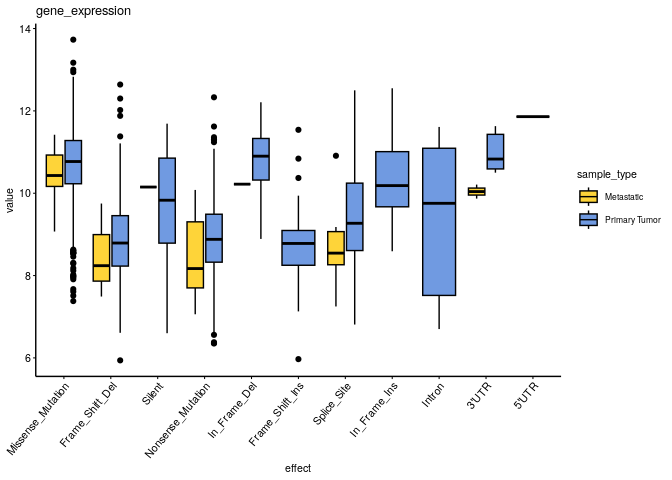 gene_expression
14
12
10
8
6
value
Missense_Mutation
Frame_Shift_Del
Silent
Nonsense_Mutation
In_Frame_Del
Frame_Shift_Ins
Splice_Site
In_Frame_Ins
Intron
3'UTR
5'UTR
effect
sample_type
Metastatic
Primary Tumor